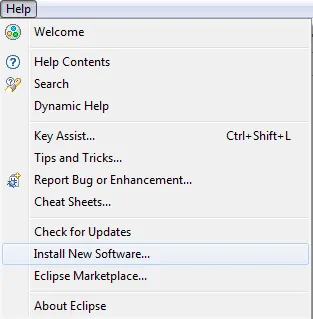 Help
Welcome
Help Contents
Search
Dynamic Help
Key Assist... Ctrl+Shift+L
Tips and Tricks...
Report Bug or Enhancement...
Cheat Sheets...
Check for Updates
Install New Software...
Eclipse Marketplace...
About Eclipse